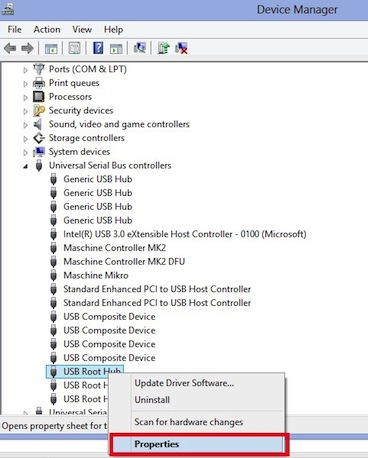 Device Manager
File Action View Help
Ports (COM & LPT)
Print queues
Processors
Security devices
Sound, video and game controllers
Storage controllers
System devices
Universal Serial Bus controllers
Generic USB Hub
Generic USB Hub
Generic USB Hub
Generic USB Hub
Intel(R) USB 3.0 eXtensible Host Controller - 0100 (Microsoft)
Maschine Controller MK2
Maschine Controller MK2 DFU
Maschine Mikro
Standard Enhanced PCI to USB Host Controller
Standard Enhanced PCI to USB Host Controller
USB Composite Device
USB Composite Device
USB Composite Device
USB Composite Device
USB Root Hub
USB Root H
USB Root H
Universal Seria
Update Driver Software...
Uninstall
Scan for hardware changes
Properties
Opens property sheet for t